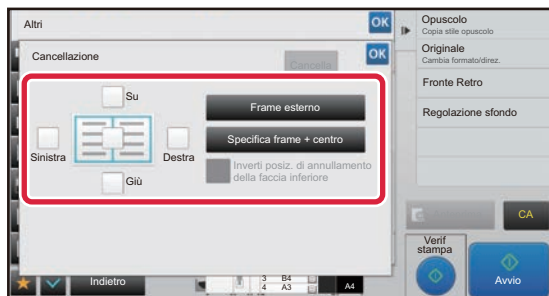 Altri
OK
Cancellazione
Cancella
OK
Su
Sinistra
Destra
Giù
Frame esterno
Specifica frame + centro
Inverti posiz. di annullamento
della faccia inferiore
Indietro
3 B4
4 A3
A4
Opuscolo
Copia stile opuscolo
Originale
Cambia formato/direz.
Fronte Retro
Regolazione sfondo
CA
Verif
stampa
Avvio